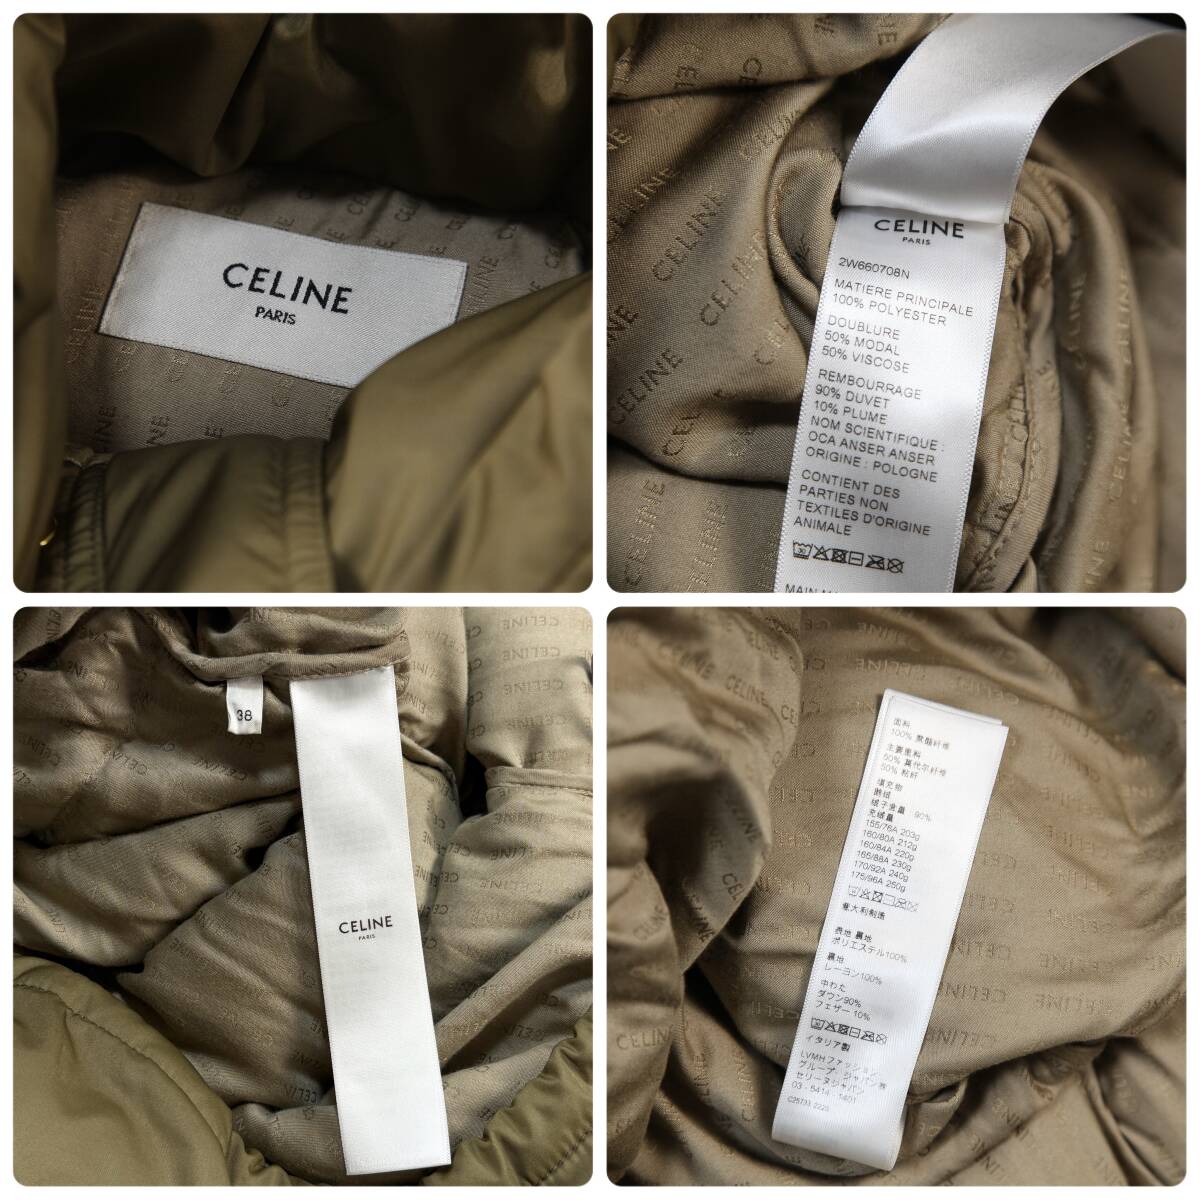 CELINE
PARIS
CELINE
PARIS
2W660708N
MATIERE PRINCIPALE
100% POLYESTER
DOUBLURE
50% MODAL
50% VISCOSE
REMBOURRAGE
90% DUVET
10% PLUME
NOM SCIENTIFIQUE :
OCA ANSER ANSER
ORIGINE : POLOGNE
CONTIENT DES
PARTIES NON
TEXTILES D'ORIGINE
ANIMALE
38
CELINE
PARIS
面料
100% 聚酯纤维
主要里料
50% 莫代尔纤维
50% 粘纤
填充物
鹅绒
绒子含量 90%
充绒量
155/76A 203g
160/80A 212g
160/84A 220g
165/88A 230g
170/92A 240g
175/96A 250g
意大利制造
表地 裏地
ポリエステル100%
裏地
レーヨン100%
中わた
ダウン90%
フェザー 10%
イタリア製
LVMHファッション
グループ・ジャパン㈱
セリーヌジャパン
03 - 5414 - 1401
C25733 2225